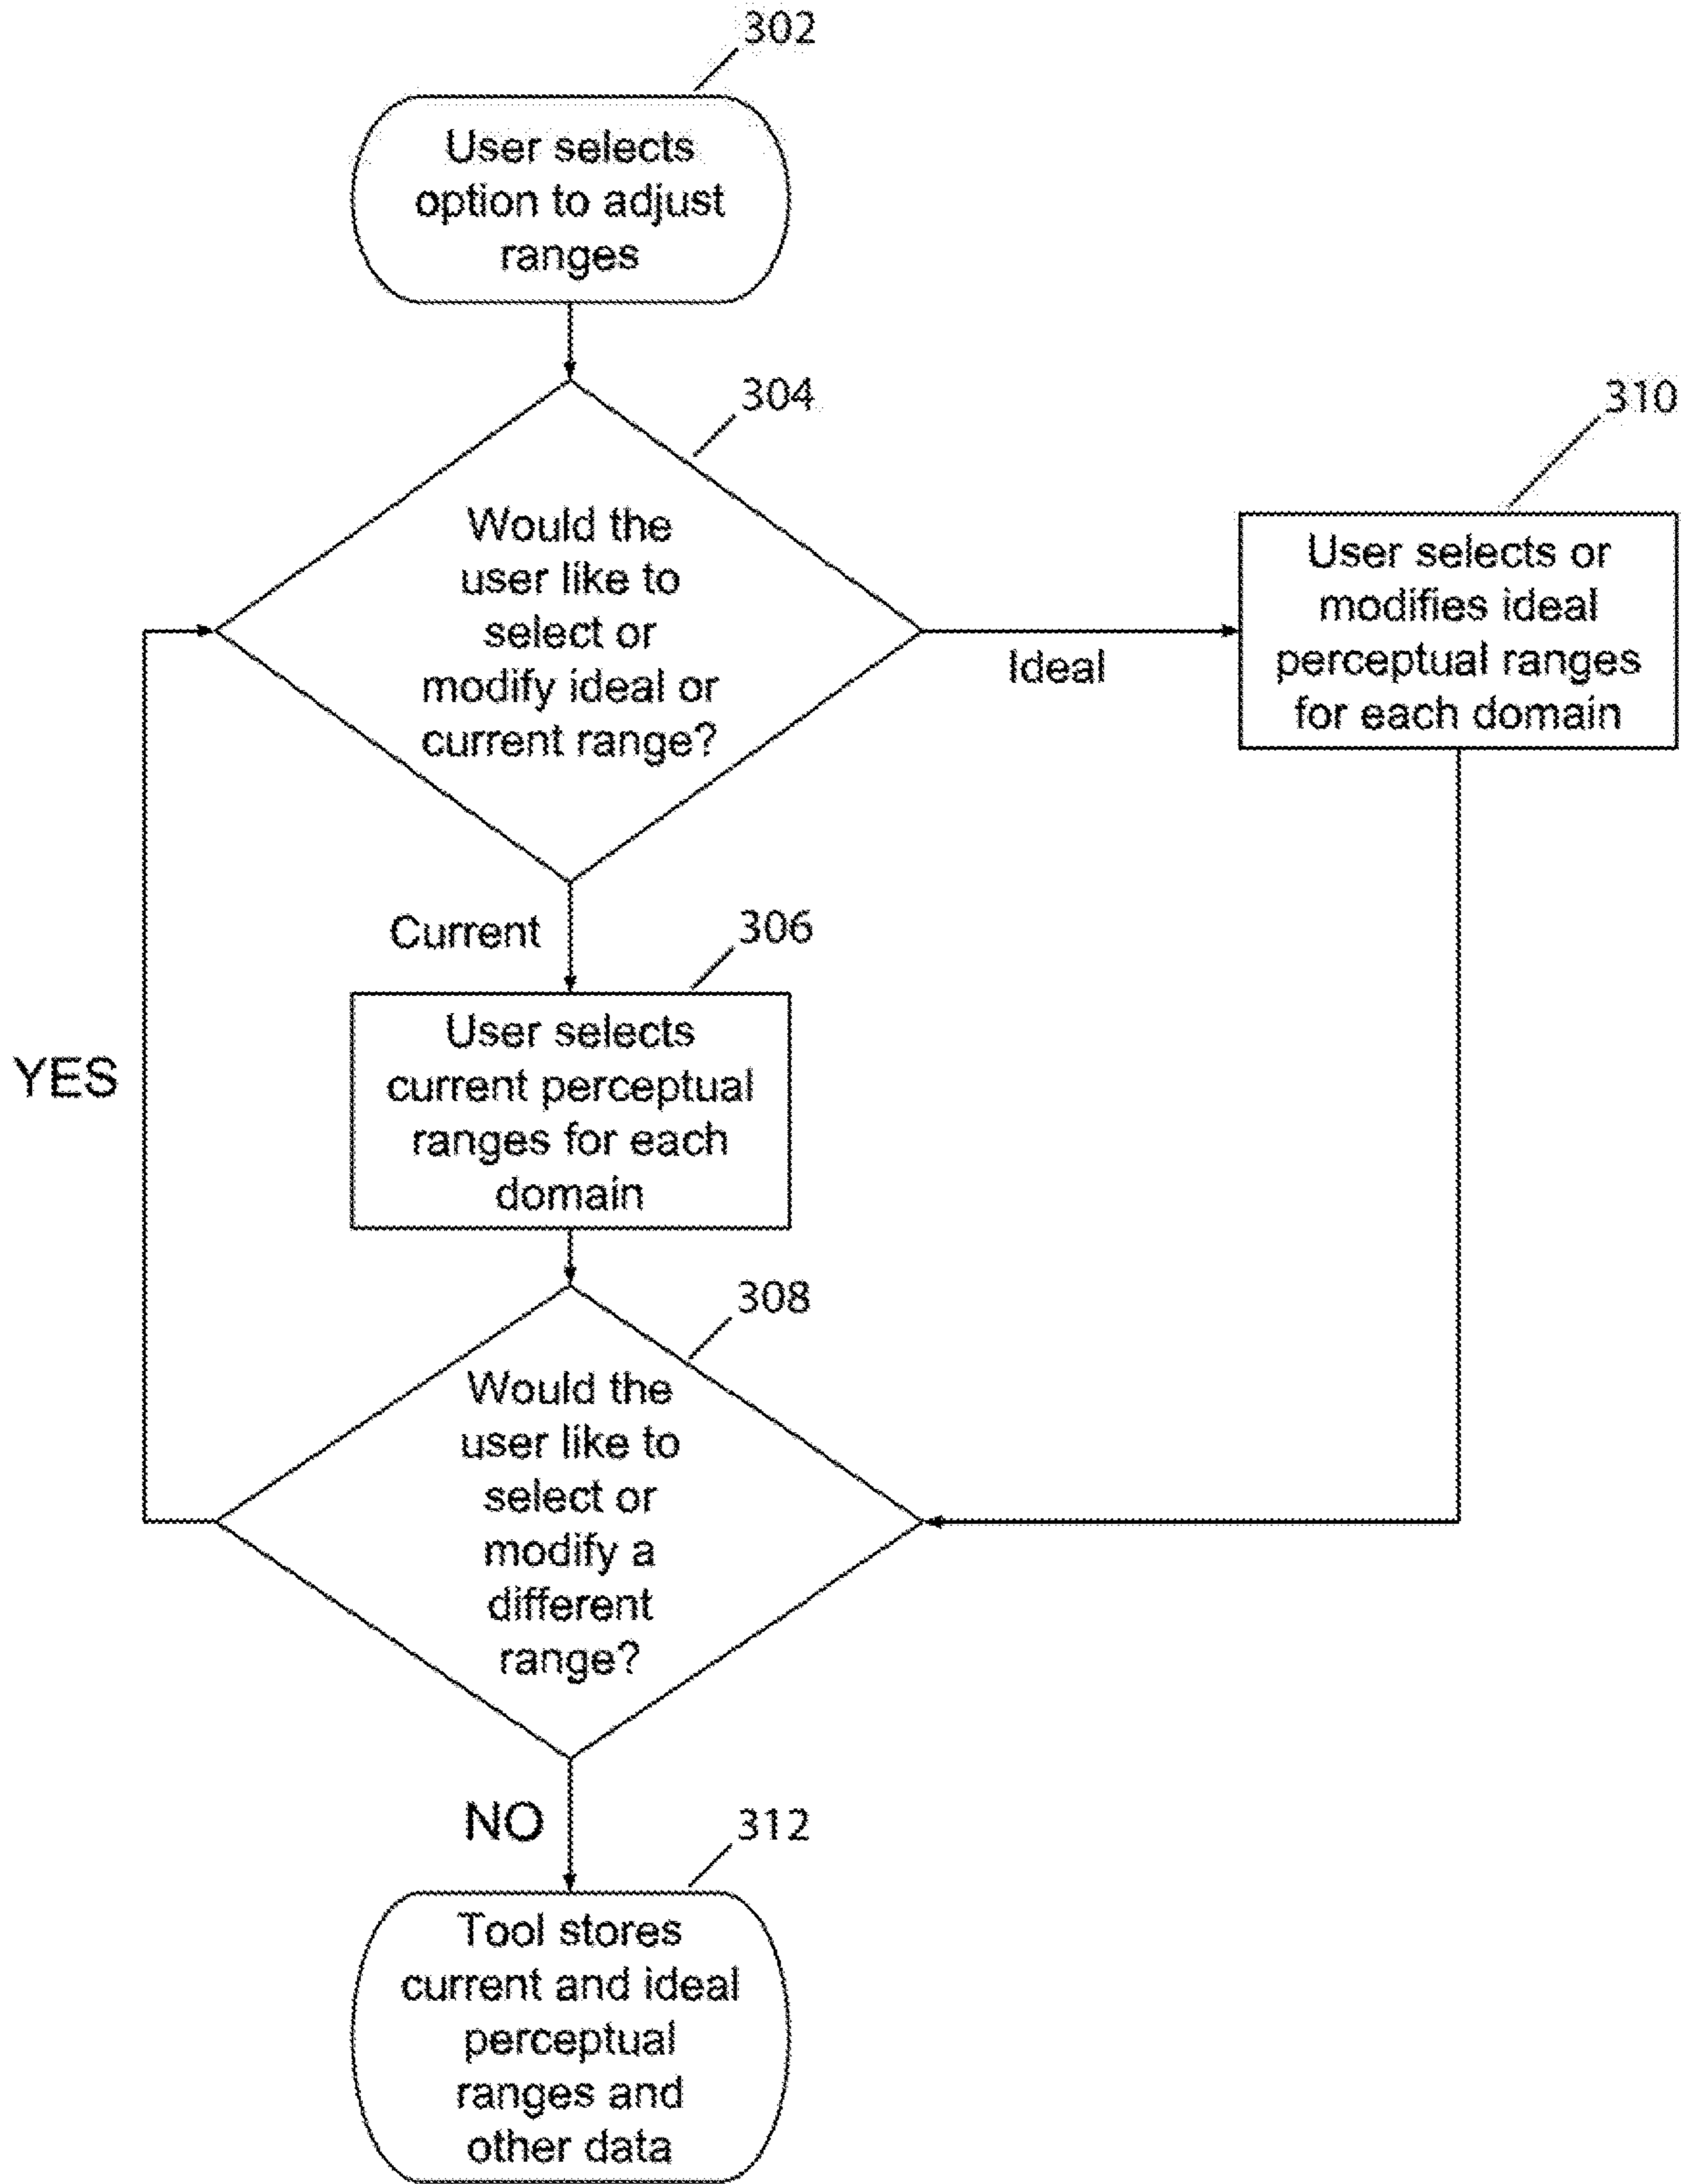 302
User selects
option to adjust
ranges
304
310
Would the
user like to
select or
modify ideal or
current range?
Ideal
User selects or
modifies ideal
perceptual ranges
for each domain
Current
306
User selects
current perceptual
ranges for each
domain
YES
308
Would the
user like to
select or
modify a
different
range?
NO
312
Tool stores
current and ideal
perceptual
ranges and
other data